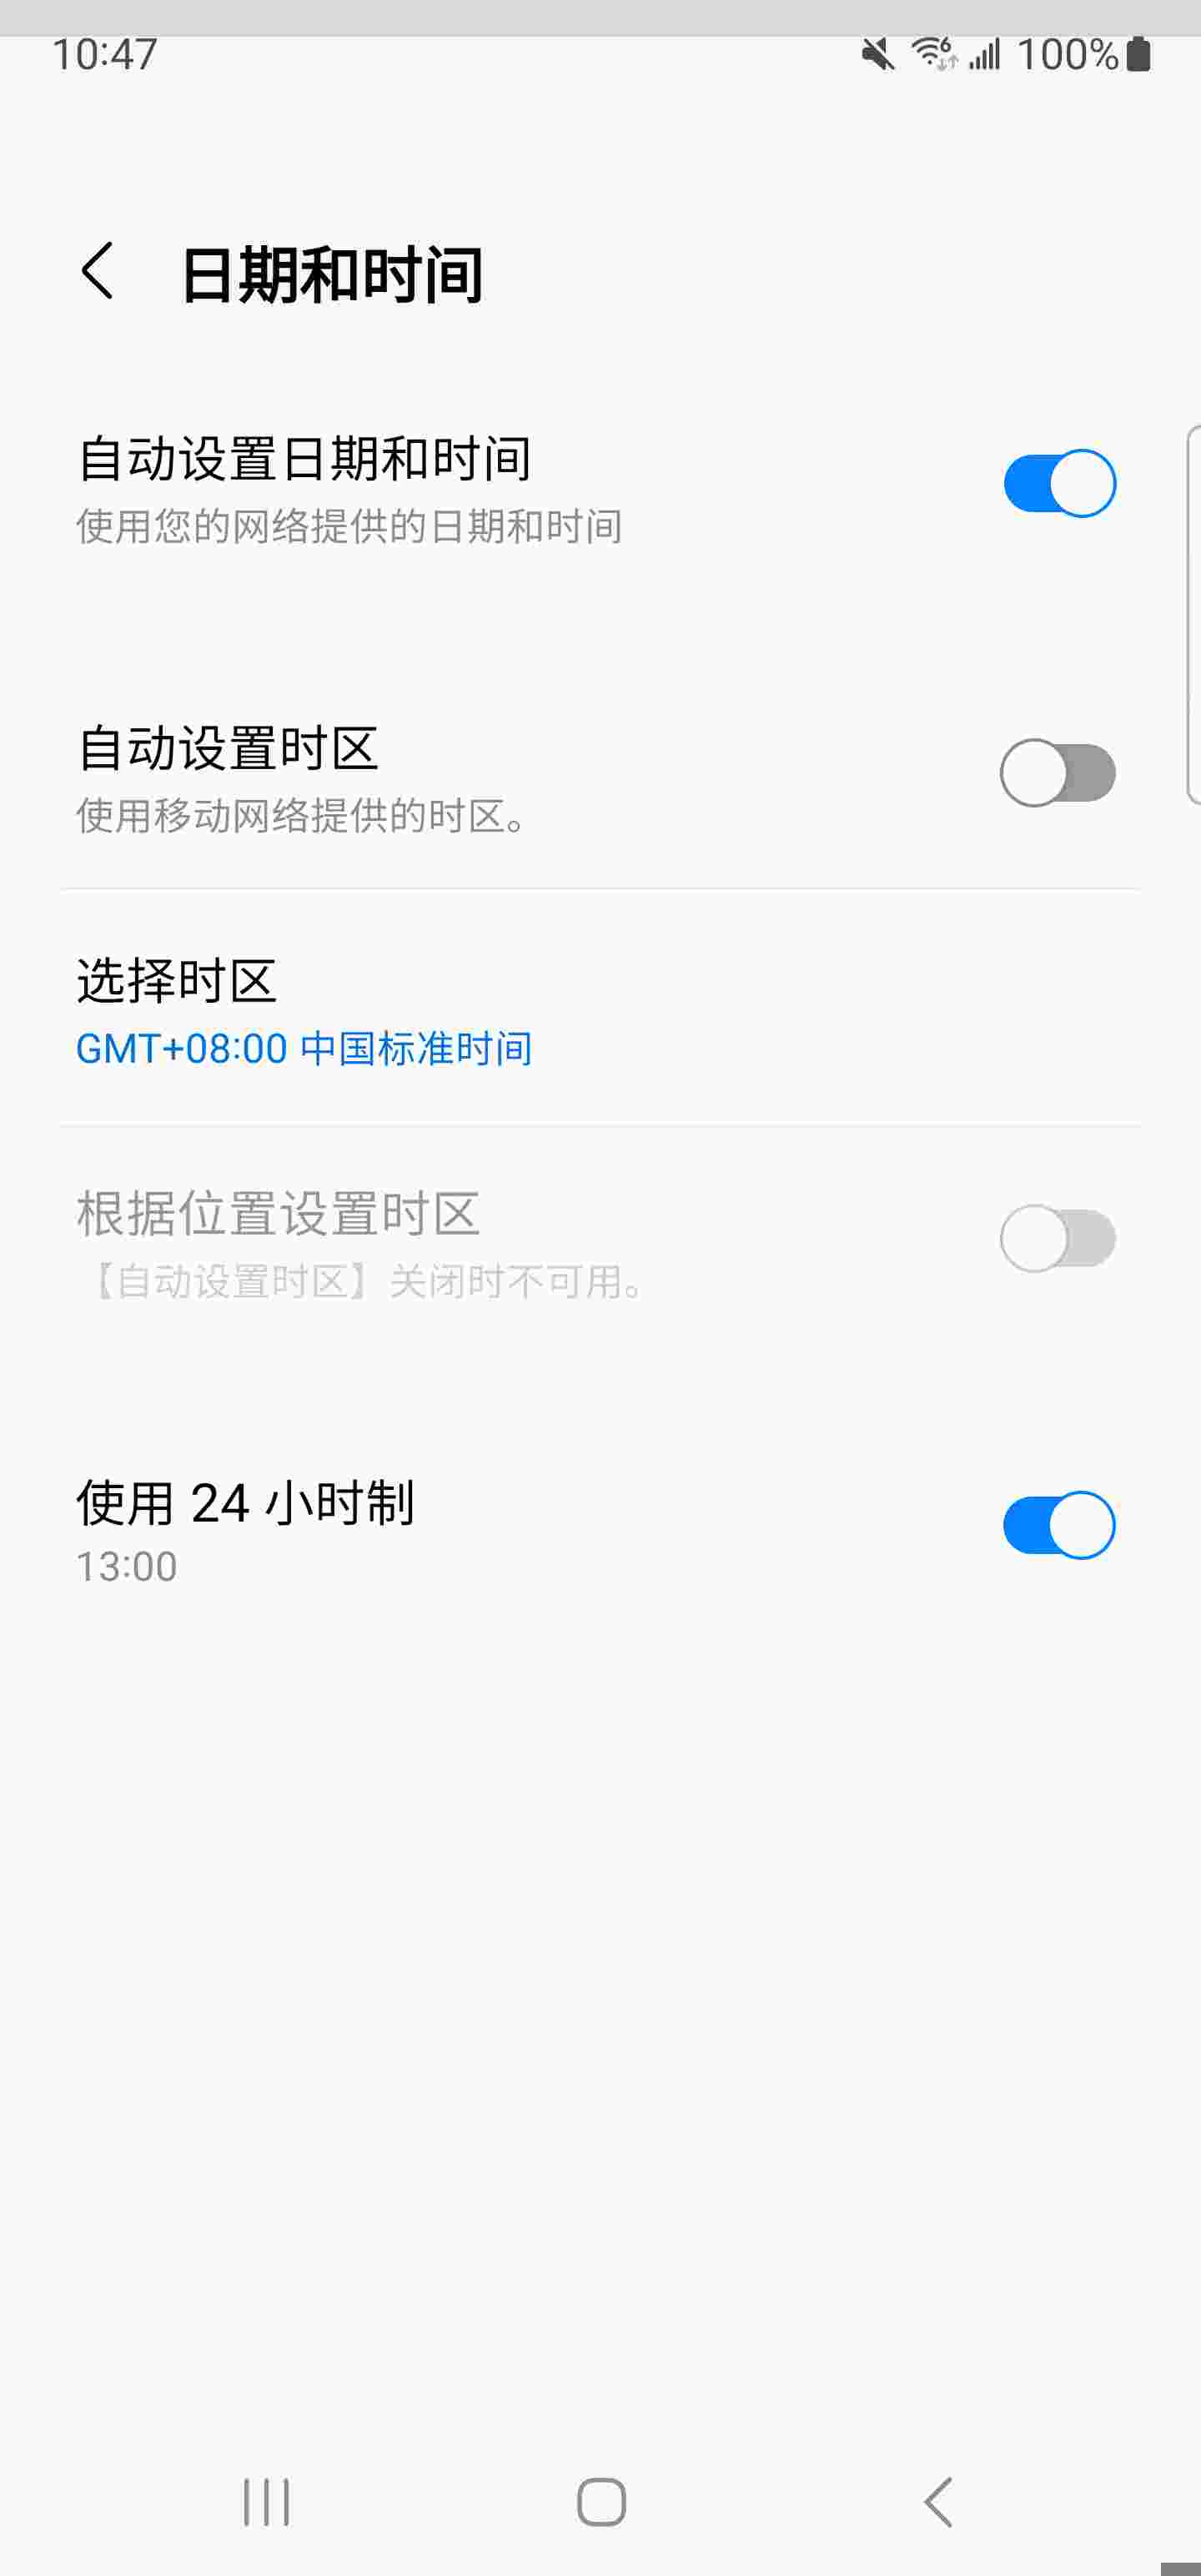 10:47 100%
日期和时间
自动设置日期和时间
使用您的网络提供的日期和时间
自动设置时区
使用移动网络提供的时区。
选择时区
GMT+08:00 中国标准时间
根据位置设置时区
【自动设置时区】关闭时不可用。
使用 24 小时制
13:00